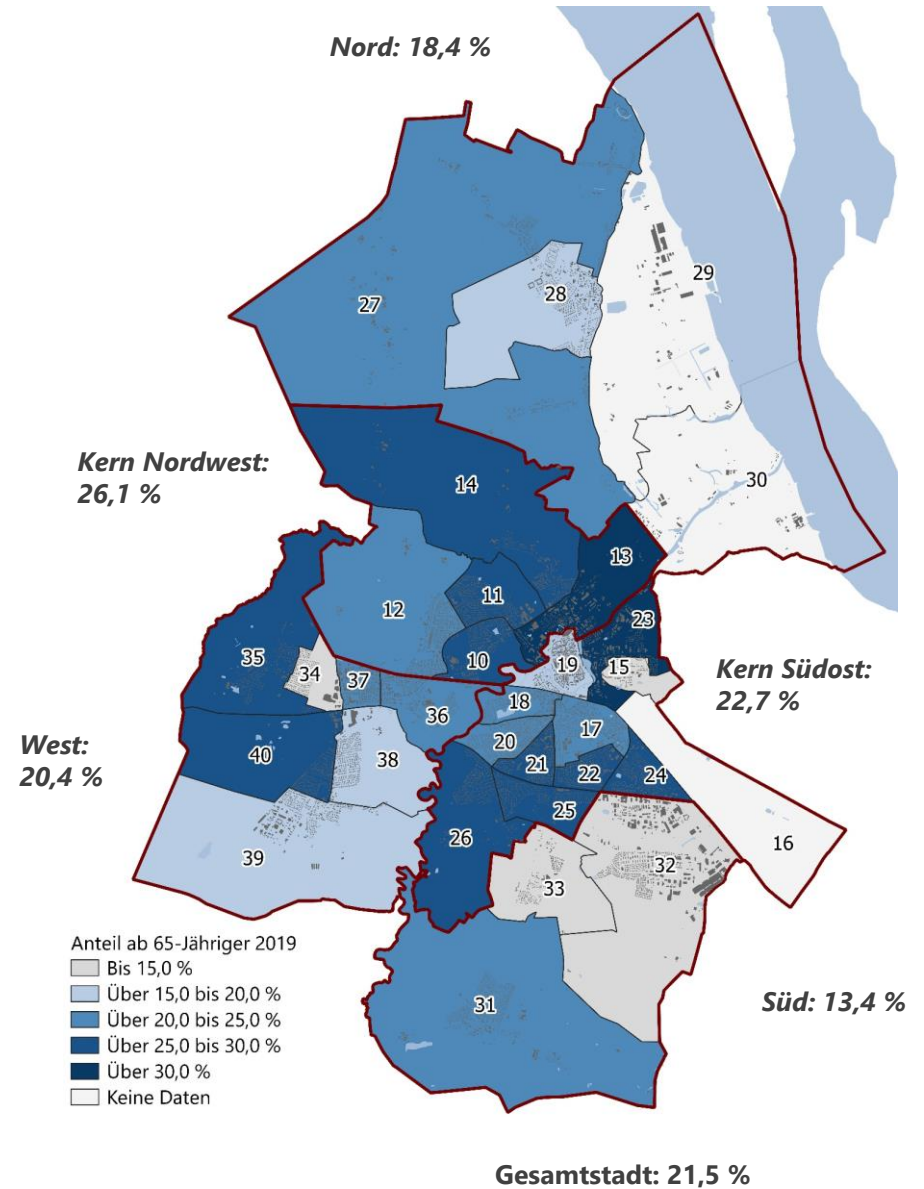 Nord: 18,4 %
29
28
27
Kern Nordwest:
26,1 %
14
30
13
11
12
23
10
19
15
35
34
37
Kern Südost:
22,7 %
18
36
17
West:
20,4 %
20
40
38
21
22
24
25
26
16
39
33
32
Anteil ab 65-Jähriger 2019
Bis 15,0 %
Über 15,0 bis 20,0 %
Über 20,0 bis 25,0 %
Über 25,0 bis 30,0 %
Über 30,0 %
Keine Daten
31
Süd: 13,4 %
Gesamtstadt: 21,5 %